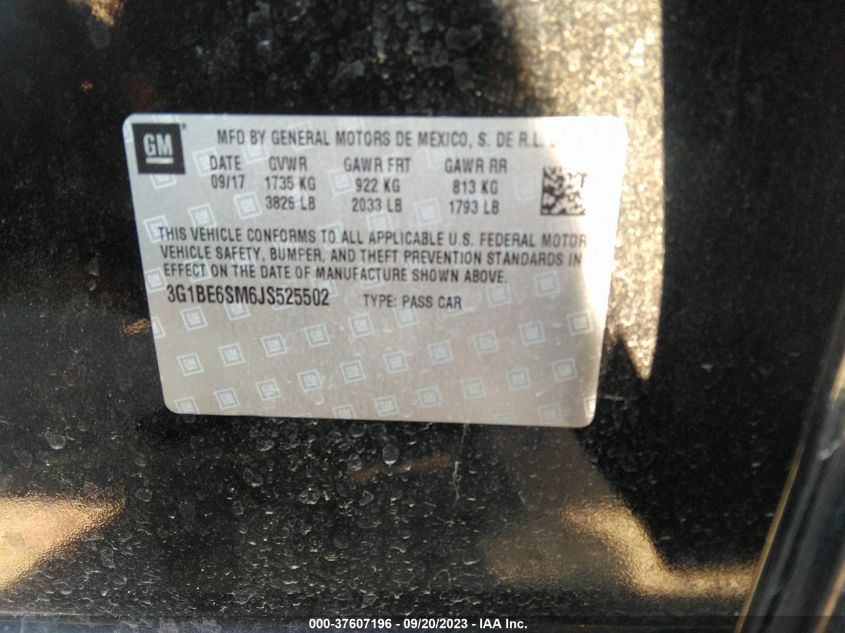 GM
MFD BY GENERAL MOTORS DE MEXICO, S. DE R.L.
DATE GVWR GAWR FRT GAWR RR
09/17 1735 KG 922 KG 813 KG
3826 LB 2033 LB 1793 LB
THIS VEHICLE CONFORMS TO ALL APPLICABLE U.S. FEDERAL MOTOR
VEHICLE SAFETY, BUMPER, AND THEFT PREVENTION STANDARDS IN
EFFECT ON THE DATE OF MANUFACTURE SHOWN ABOVE.
3G1BE6SM6JS525502 TYPE: PASS CAR
000-37607196 - 09/20/2023 - IAA Inc.